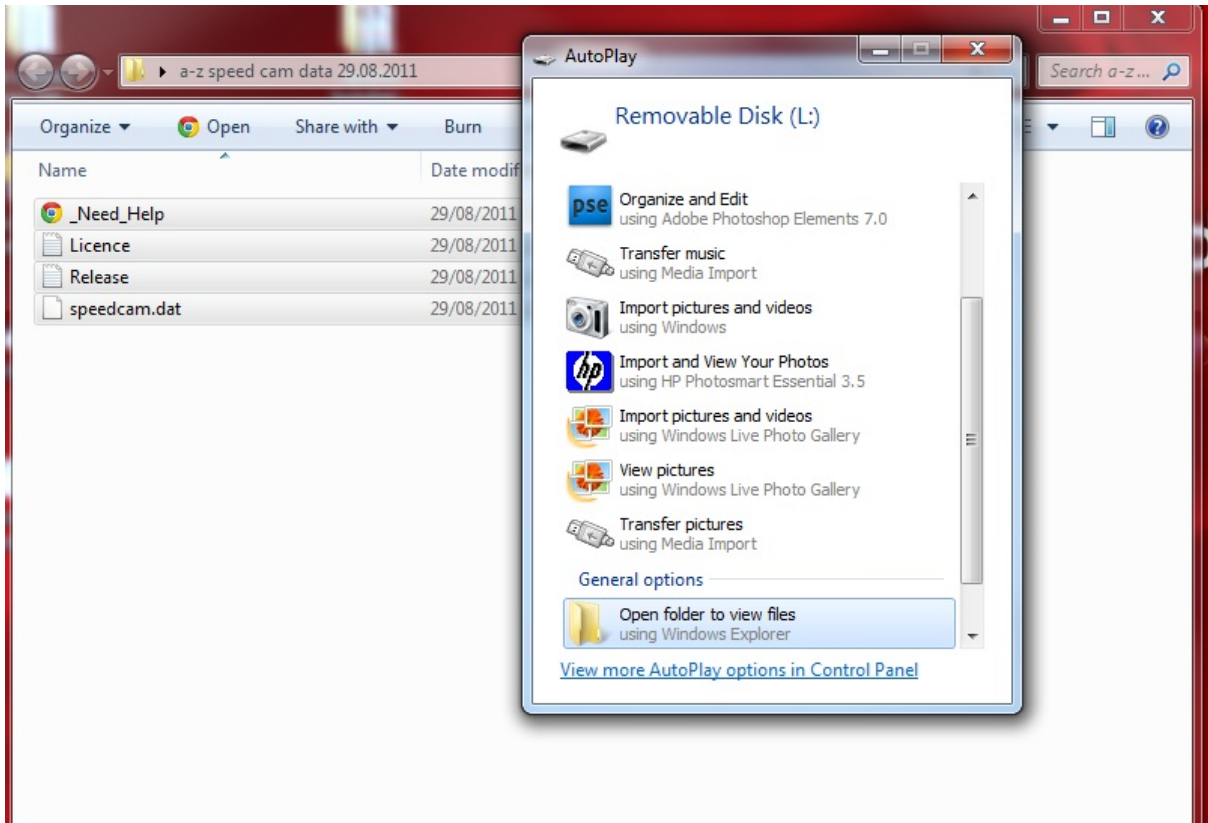 a-z speed cam data 29.08.2011
Search a-z ...
Organize
Open
Share with
Burn
Name
Date modif
_Need_Help
29/08/2011
Licence
29/08/2011
Release
29/08/2011
speedcam.dat
29/08/2011
AutoPlay
Removable Disk (L:)
pse
Organize and Edit
using Adobe Photoshop Elements 7.0
Transfer music
using Media Import
Import pictures and videos
using Windows
hp
Import and View Your Photos
using HP Photosmart Essential 3.5
Import pictures and videos
using Windows Live Photo Gallery
View pictures
using Windows Live Photo Gallery
Transfer pictures
using Media Import
General options
Open folder to view files
using Windows Explorer
View more AutoPlay options in Control Panel